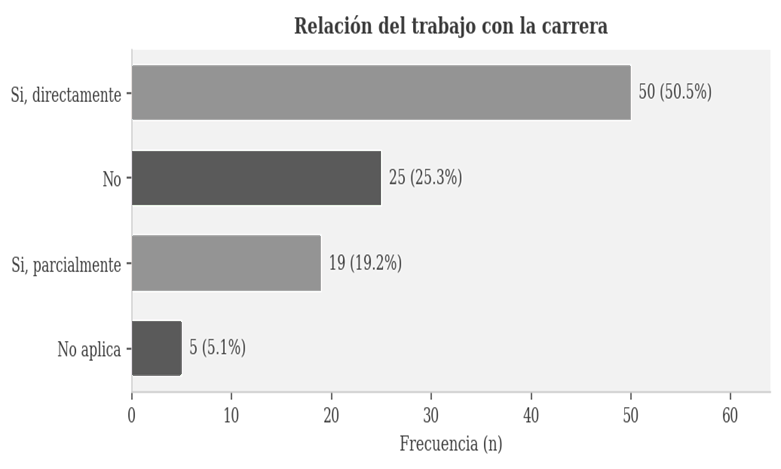 Relación del trabajo con la carrera
Si, directamente
50 (50.5%)
No
25 (25.3%)
Si, parcialmente
19 (19.2%)
No aplica
5 (5.1%)
0 10 20 30 40 50 60
Frecuencia (n)